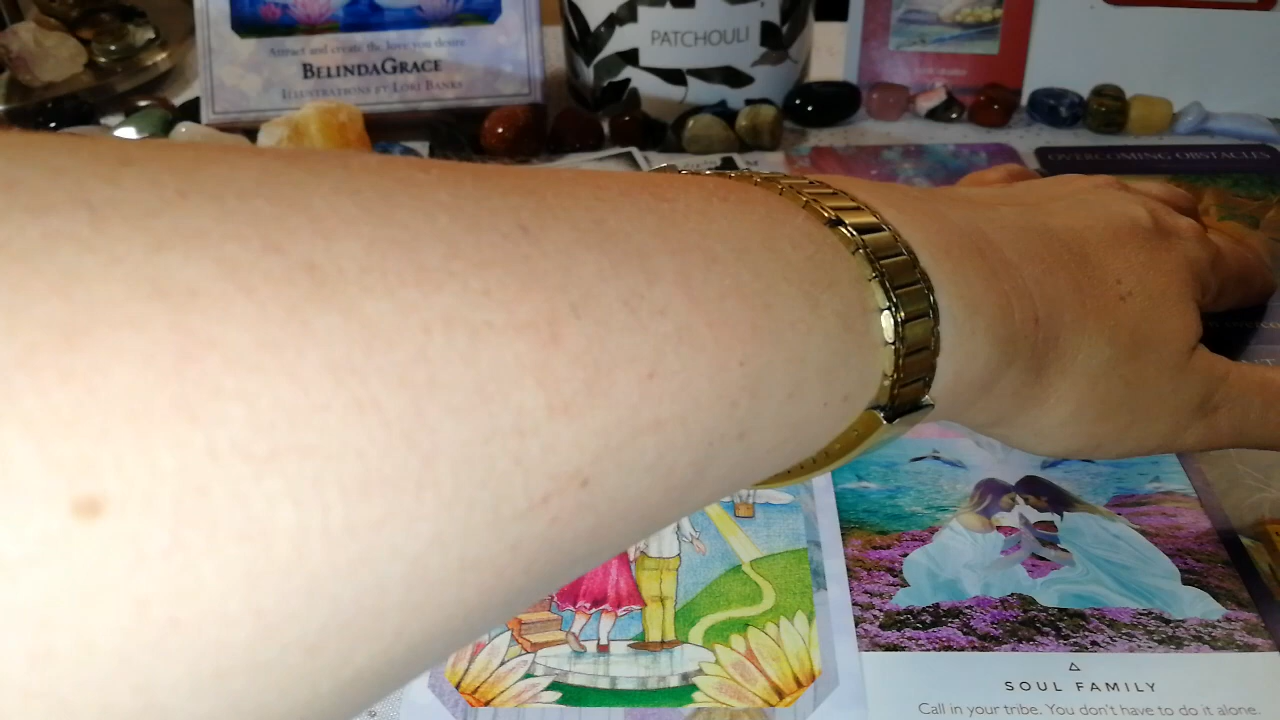 Attract and create the love you desire
BELINDAGRACE
ILLUSTRATIONS BY LORI BANKS
PATCHOULI
OVERCOMING OBSTACLES
SOUL FAMILY
Call in your tribe. You don't have to do it alone.